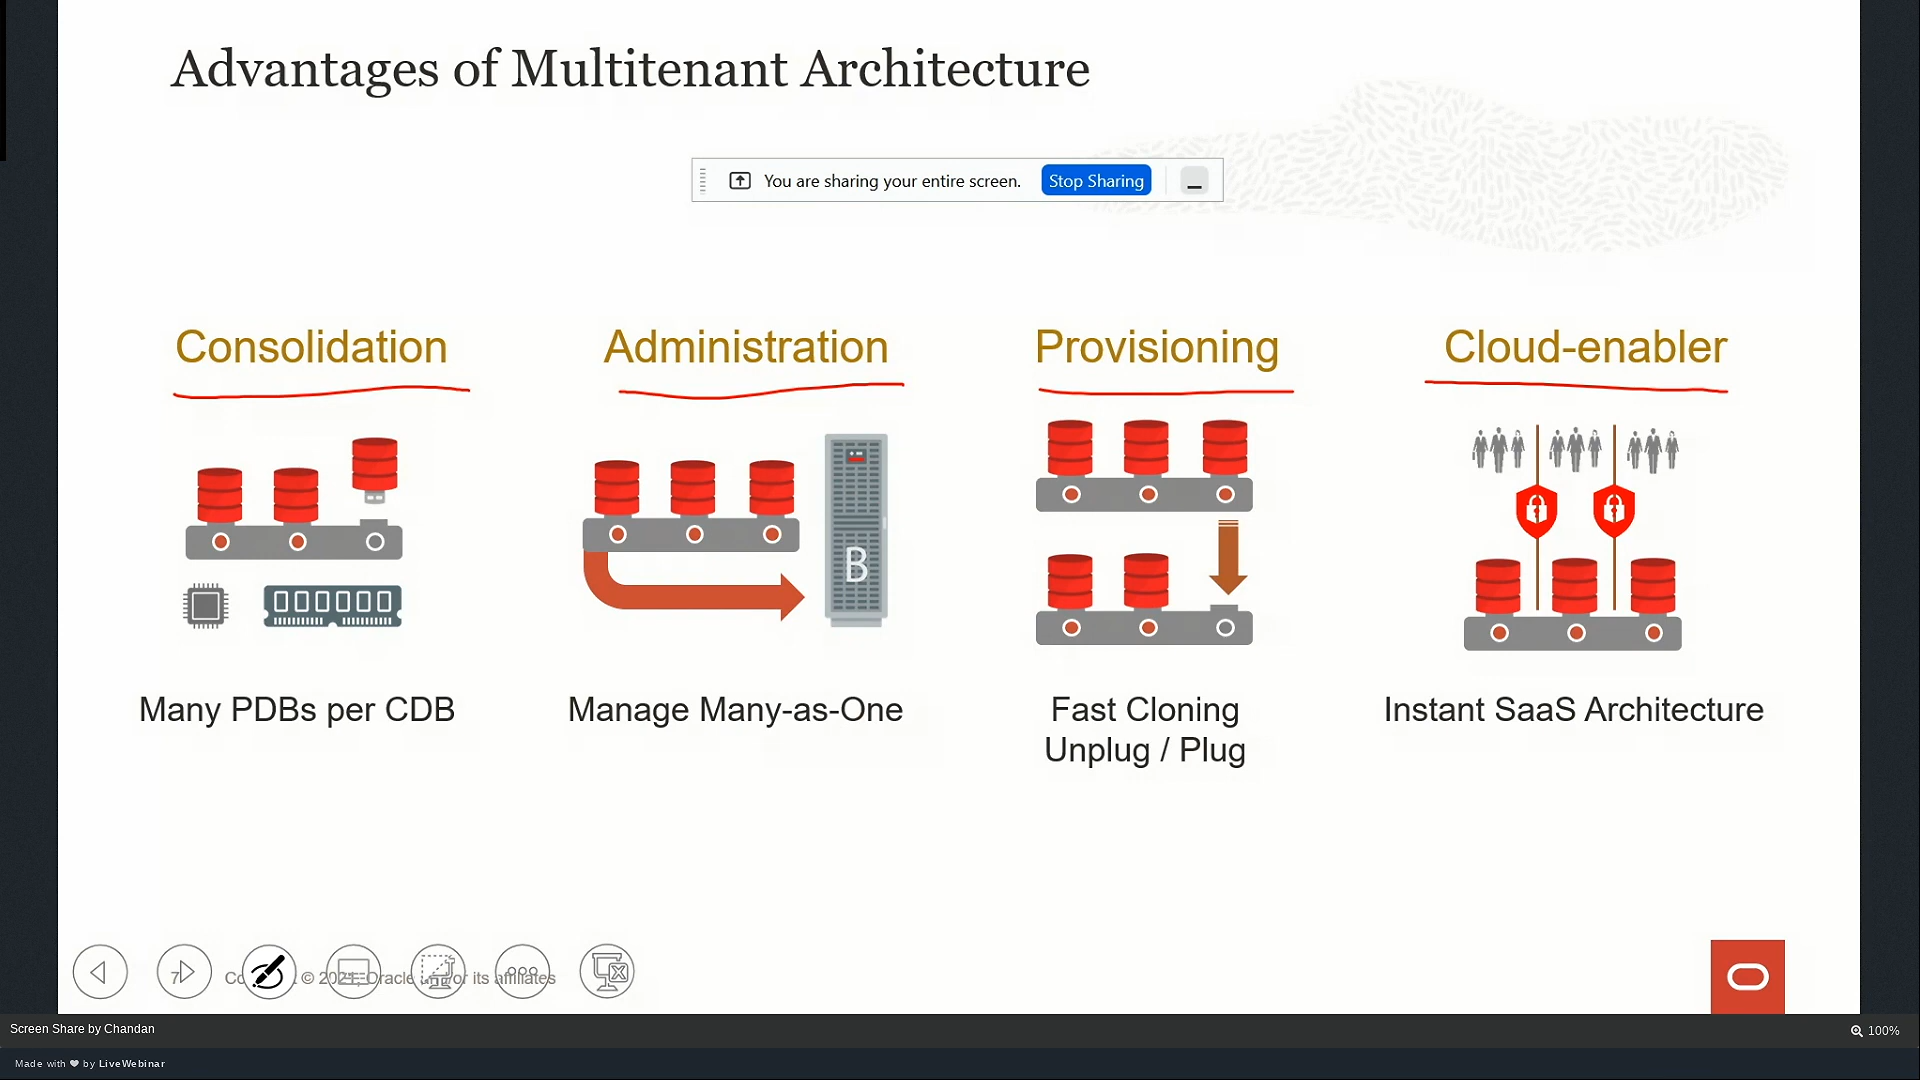 Advantages of Multitenant Architecture
You are sharing your entire screen. Stop Sharing
Consolidation
Administration
Provisioning
Cloud-enabler
B
Many PDBs per CDB
Manage Many-as-One
Fast Cloning
Unplug / Plug
Instant SaaS Architecture
7 © 2021, Oracle its affiliates
Screen Share by Chandan
100%
Made with ❤ by LiveWebinar